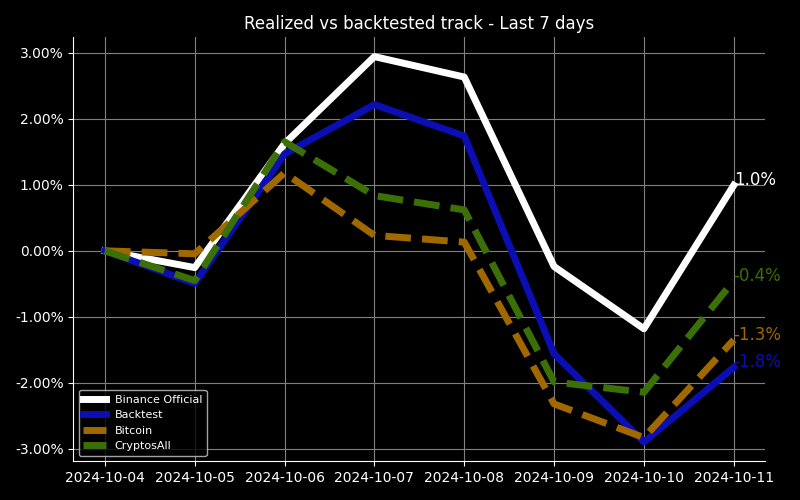 Realized vs backtested track - Last 7 days
3.00%
2.00%
1.00%
0.00%
-1.00%
-2.00%
-3.00%
1.0%
-0.4%
-1.3%
-1.8%
Binance Official
Backtest
Bitcoin
CryptosAll
2024-10-04 2024-10-05 2024-10-06 2024-10-07 2024-10-08 2024-10-09 2024-10-10 2024-10-11